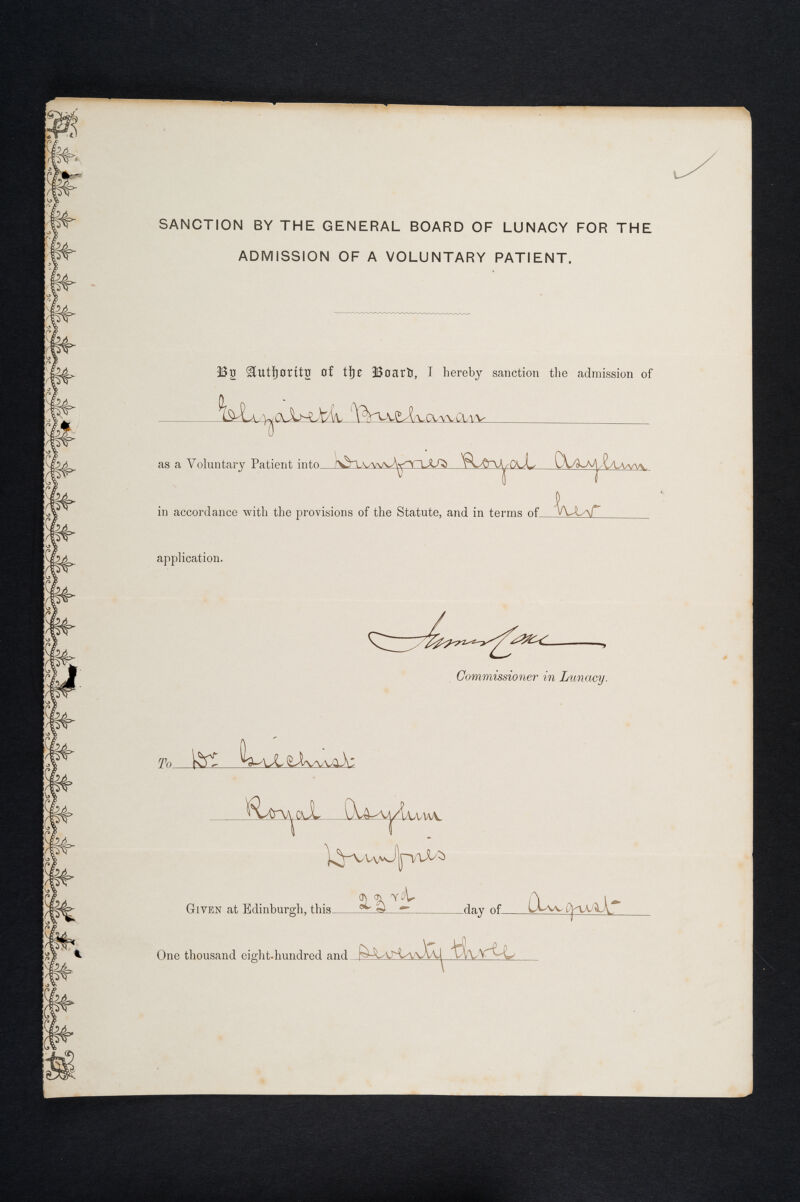 SANCTION BY THE GENERAL BOARD OF LUNACY FOR THE
ADMISSION OF A VOLUNTARY PATIENT.
By Authority of the Board, I hereby sanction the admission of
Elizabeth Buchanan
as a Voluntary Patient into Dumfries Royal Asylum
in accordance with the provisions of the Statute, and in terms of her
application.
James Coxe
Commissioner in Lunacy.
To Dr Gilchrist
Royal Asylum
Dumfries
GIVEN at Edinburgh, this 23rd day of August
One thousand eight-hundred and seventy three